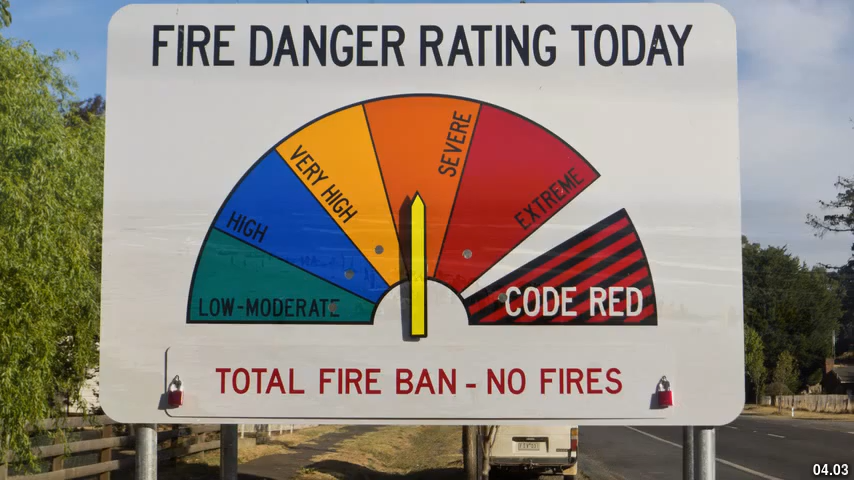 FIRE DANGER RATING TODAY
LOW-MODERATE
HIGH
VERY HIGH
SEVERE
EXTREME
CODE RED
TOTAL FIRE BAN - NO FIRES
04.03